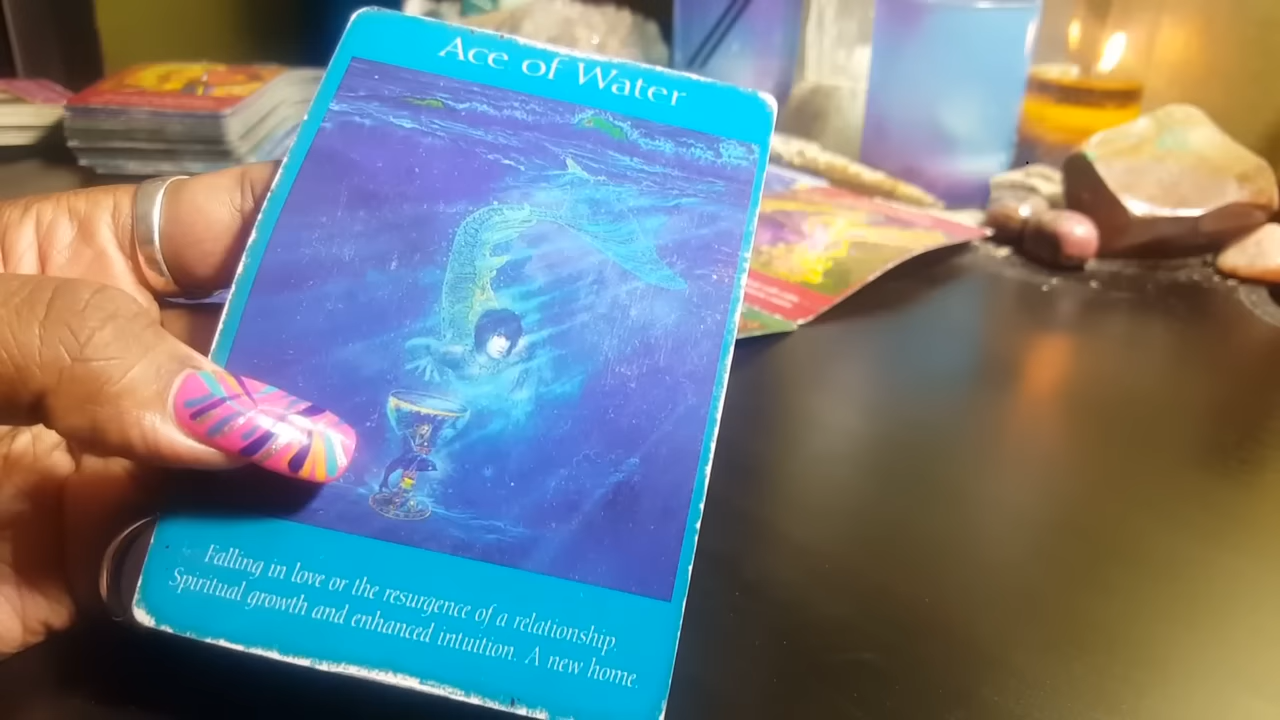 Ace of Water
Falling in love or the resurgence of a relationship.
Spiritual growth and enhanced intuition. A new home.